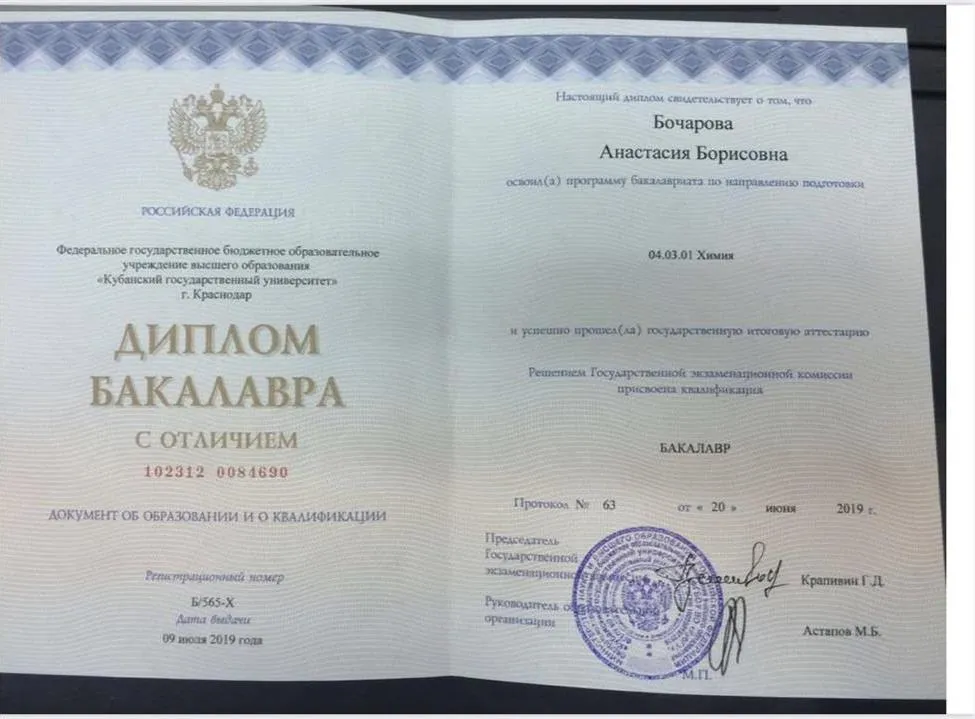 РОССИЙСКАЯ ФЕДЕРАЦИЯ
Федеральное государственное бюджетное образовательное
учреждение высшего образования
«Кубанский государственный университет»
г. Краснодар
ДИПЛОМ
БАКАЛАВРА
С ОТЛИЧИЕМ
102312 0084690
ДОКУМЕНТ ОБ ОБРАЗОВАНИИ И О КВАЛИФИКАЦИИ
Регистрационный номер
Б/565-Х
Дата выдачи
09 июля 2019 года
Настоящий диплом свидетельствует о том, что
Бочарова
Анастасия Борисовна
освоил(а) программу бакалавриата по направлению подготовки
04.03.01 Химия
и успешно прошел(ла) государственную итоговую аттестацию
Решением Государственной экзаменационной комиссии
присвоена квалификация
БАКАЛАВР
Протокол № 63 от « 20 » июня 2019 г.
Председатель
Государственной
экзаменационной
Крапивин Г.Д.
Руководитель
организации
Астапов М.Б.
М.П.